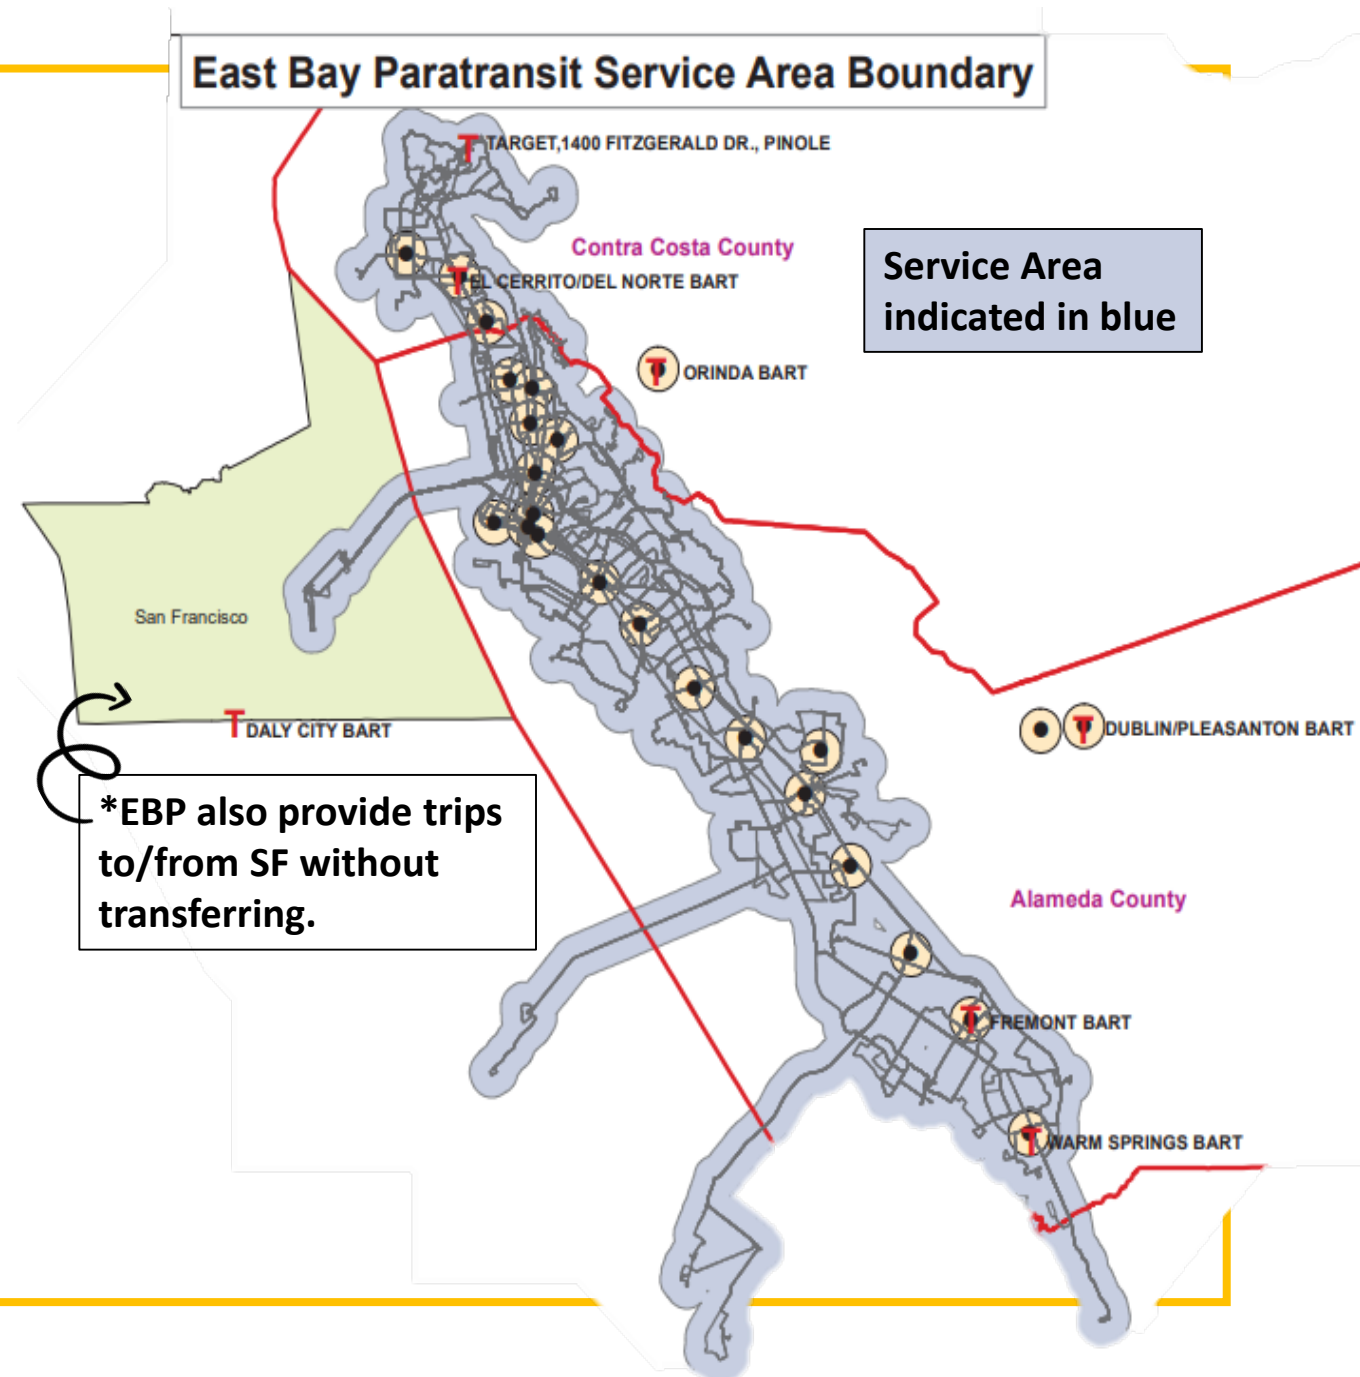 East Bay Paratransit Service Area Boundary
T TARGET,1400 FITZGERALD DR., PINOLE
Contra Costa County
Service Area
indicated in blue
T EL CERRITO/DEL NORTE BART
T ORINDA BART
San Francisco
T DALY CITY BART
T DUBLIN/PLEASANTON BART
*EBP also provide trips
to/from SF without
transferring.
Alameda County
T FREMONT BART
T WARM SPRINGS BART